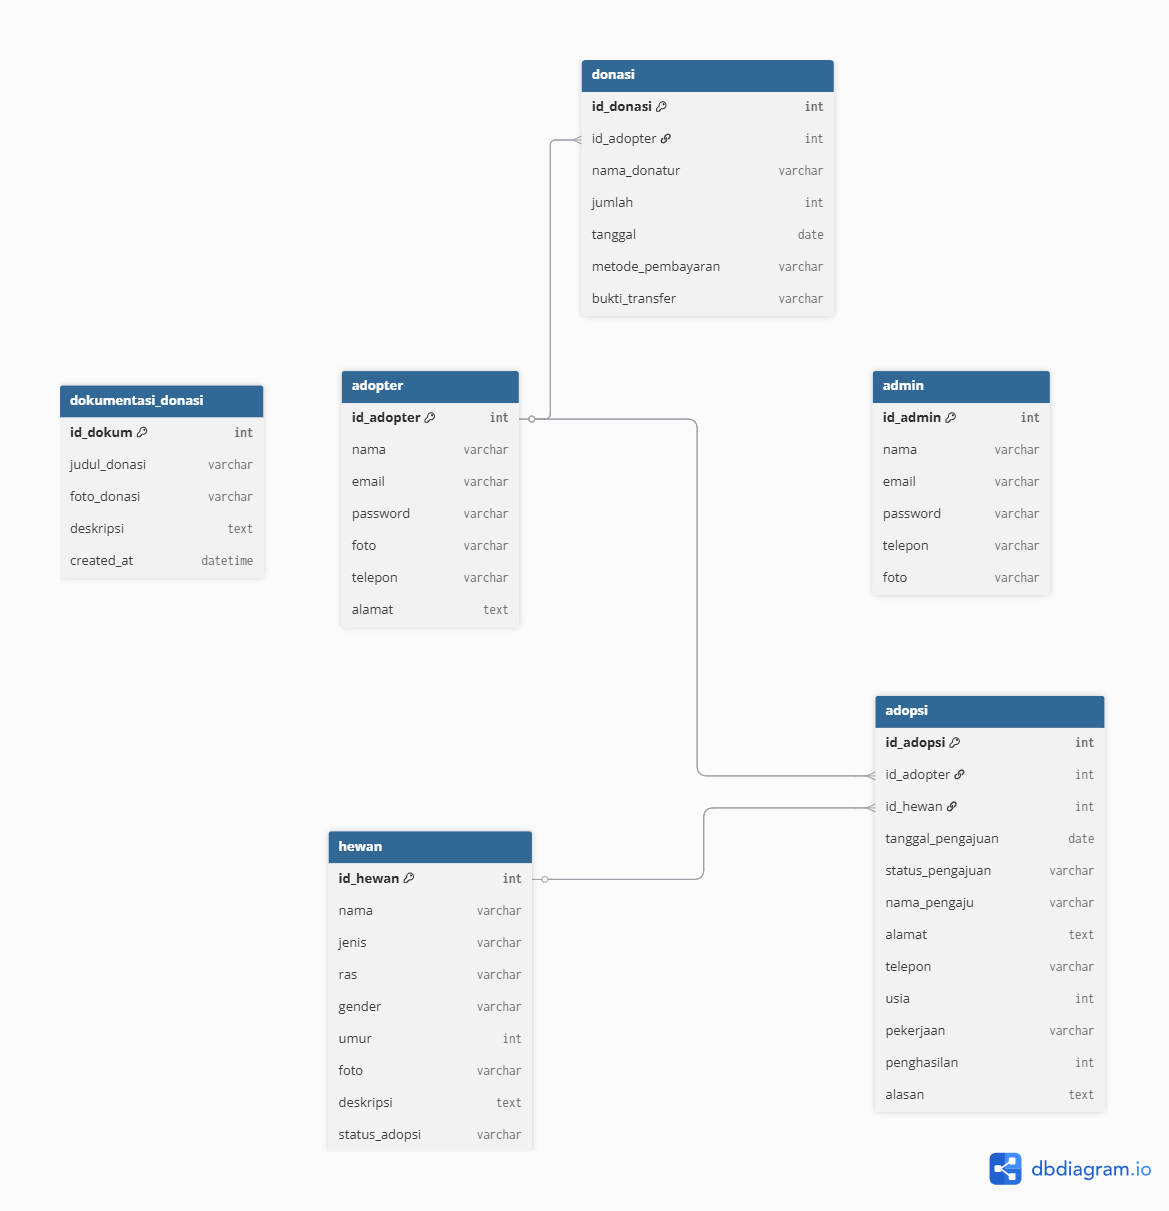 donasi
id_donasi int
id_adopter int
nama_donatur varchar
jumlah int
tanggal date
metode_pembayaran varchar
bukti_transfer varchar
dokumentasi_donasi
id_dokum int
judul_donasi varchar
foto_donasi varchar
deskripsi text
created_at datetime
adopter
id_adopter int
nama varchar
email varchar
password varchar
foto varchar
telepon varchar
alamat text
admin
id_admin int
nama varchar
email varchar
password varchar
telepon varchar
foto varchar
adopsi
id_adopsi int
id_adopter int
id_hewan int
tanggal_pengajuan date
status_pengajuan varchar
nama_pengaju varchar
alamat text
telepon varchar
usia int
pekerjaan varchar
penghasilan int
alasan text
hewan
id_hewan int
nama varchar
jenis varchar
ras varchar
gender varchar
umur int
foto varchar
deskripsi text
status_adopsi varchar
dbdiagram.io